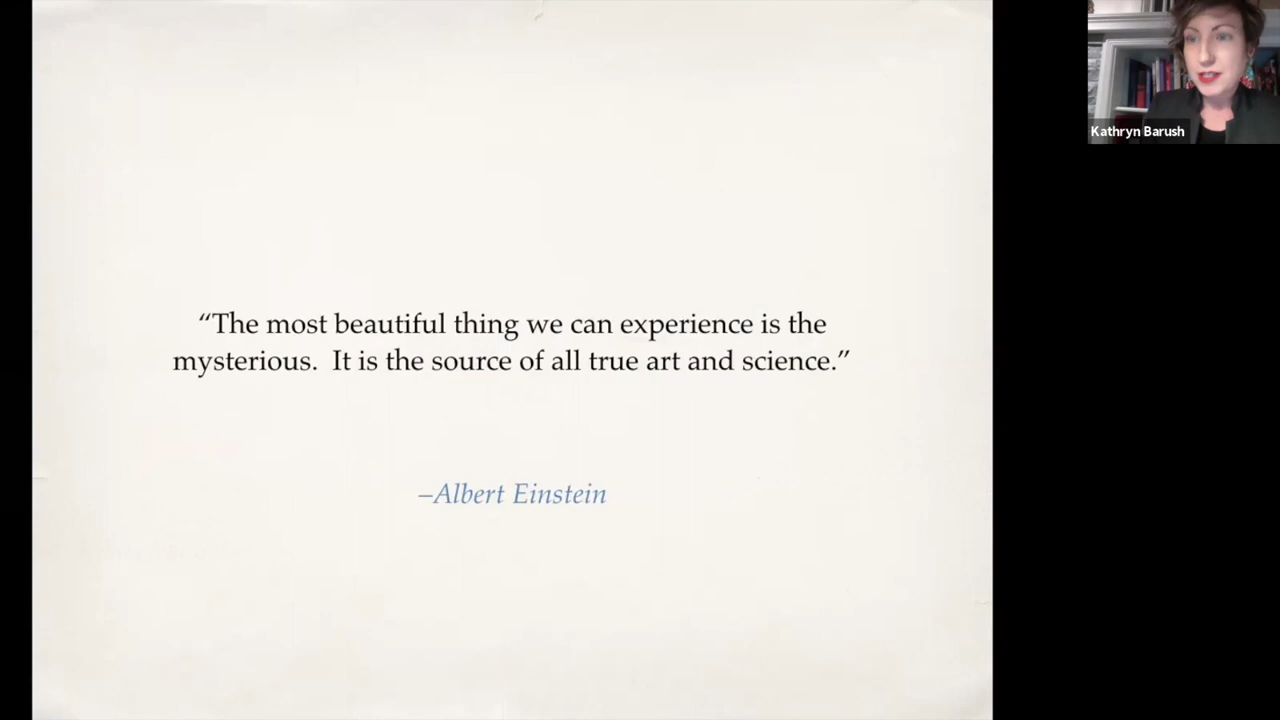 “The most beautiful thing we can experience is the
mysterious.  It is the source of all true art and science.”
–Albert Einstein
Kathryn Barush